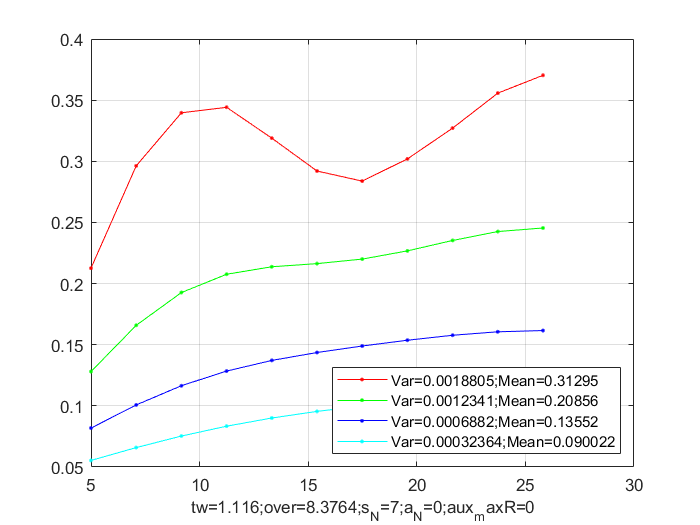 0.4
0.35
0.3
0.25
0.2
0.15
0.1
0.05
Var=0.0018805;Mean=0.31295
Var=0.0012341;Mean=0.20856
Var=0.0006882;Mean=0.13552
Var=0.00032364;Mean=0.090022
5 10 15 20 25 30
tw=1.116;over=8.3764;s_N=7;a_N=0;aux_maxR=0